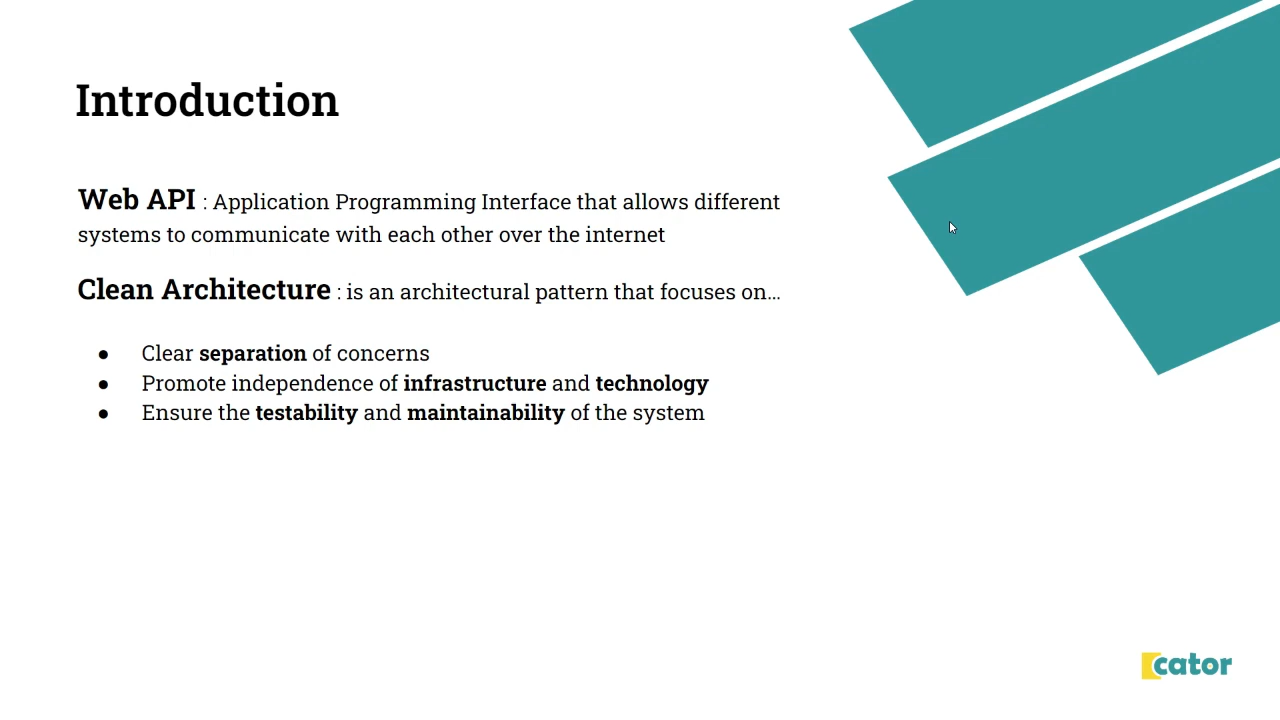 Introduction
Web API : Application Programming Interface that allows different
systems to communicate with each other over the internet
Clean Architecture : is an architectural pattern that focuses on...
● Clear separation of concerns
● Promote independence of infrastructure and technology
● Ensure the testability and maintainability of the system
cator